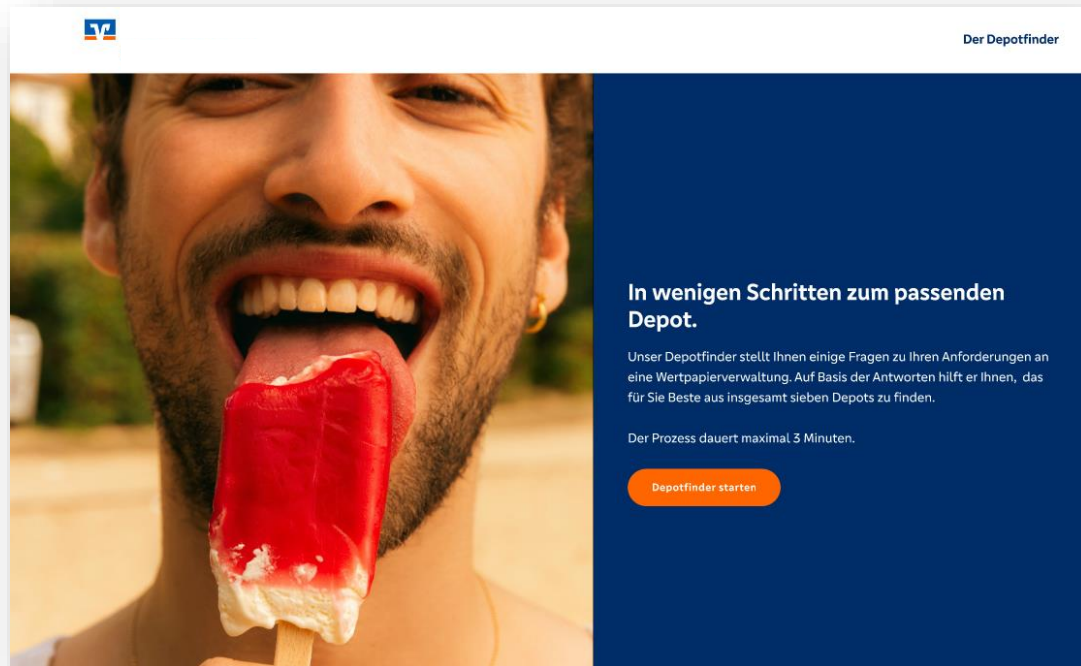 Der Depotfinder
In wenigen Schritten zum passenden
Depot.
Unser Depotfinder stellt Ihnen einige Fragen zu Ihren Anforderungen an
eine Wertpapierverwaltung. Auf Basis der Antworten hilft er Ihnen, das
für Sie Beste aus insgesamt sieben Depots zu finden.
Der Prozess dauert maximal 3 Minuten.
Depotfinder starten